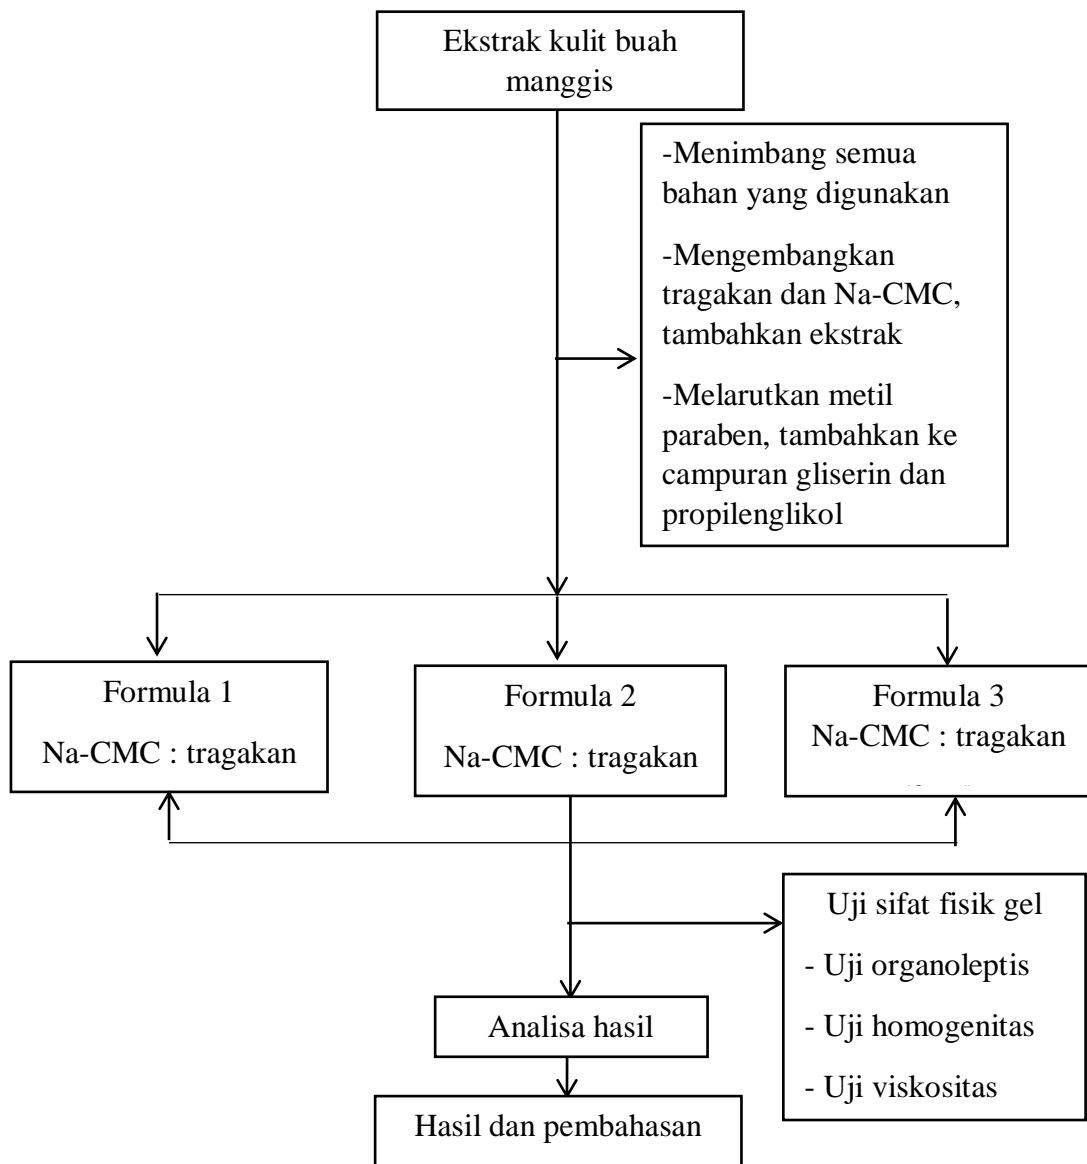 Ekstrak kulit buah
manggis
-Menimbang semua
bahan yang digunakan
-Mengembangkan
tragakan dan Na-CMC,
tambahkan ekstrak
-Melarutkan metil
paraben, tambahkan ke
campuran gliserin dan
propilenglikol
Formula 1
Na-CMC : tragakan
Formula 2
Na-CMC : tragakan
Formula 3
Na-CMC : tragakan
Uji sifat fisik gel
- Uji organoleptis
- Uji homogenitas
- Uji viskositas
Analisa hasil
Hasil dan pembahasan